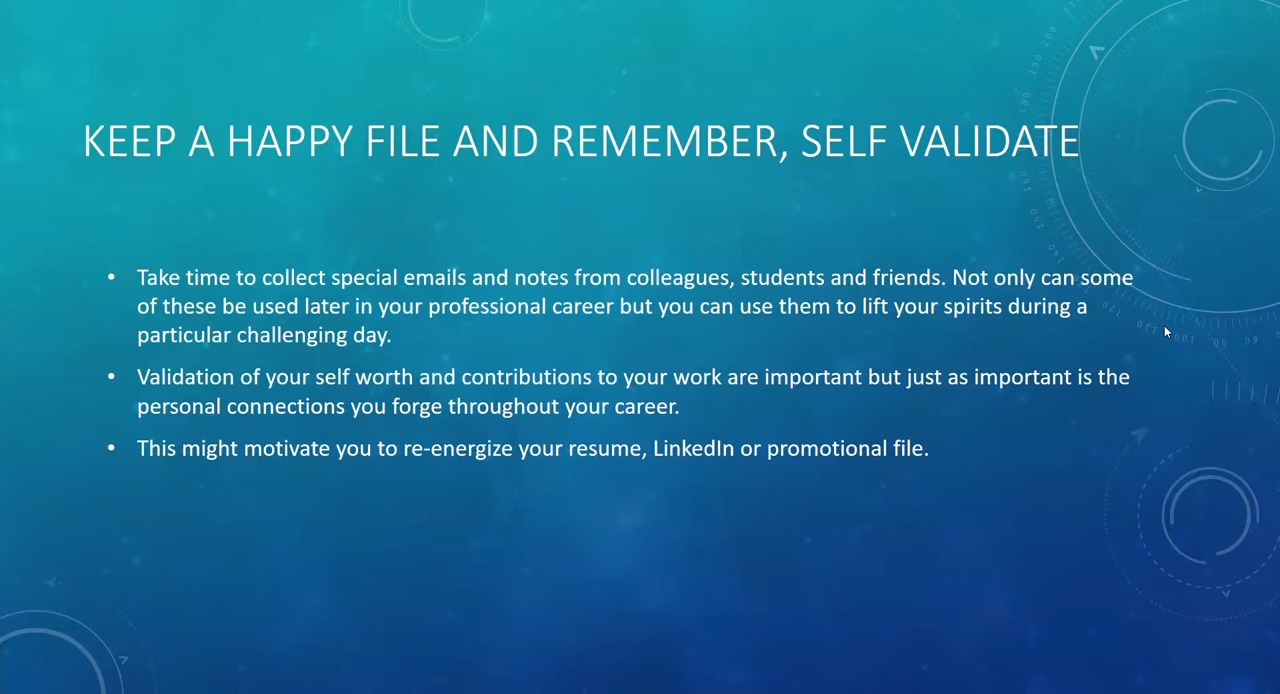 KEEP A HAPPY FILE AND REMEMBER, SELF VALIDATE
• Take time to collect special emails and notes from colleagues, students and friends. Not only can some
of these be used later in your professional career but you can use them to lift your spirits during a
particular challenging day.
• Validation of your self worth and contributions to your work are important but just as important is the
personal connections you forge throughout your career.
• This might motivate you to re-energize your resume, LinkedIn or promotional file.